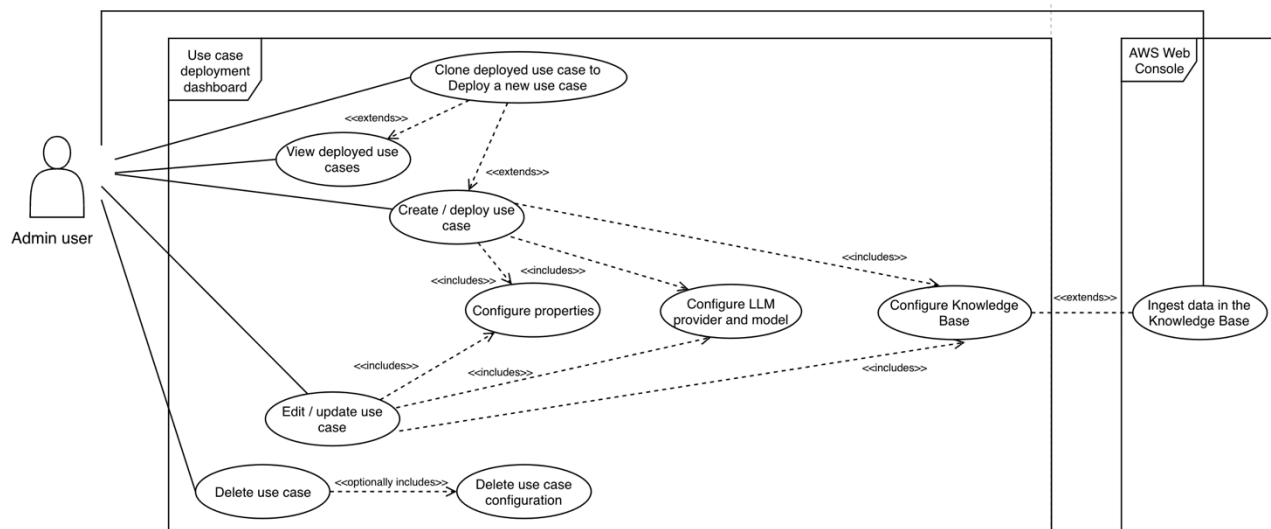 Use case
deployment
dashboard
Clone deployed use case to
Deploy a new use case
AWS Web
Console
<<extends>>
View deployed use
cases
<<extends>>
Admin user
Create / deploy use
case
<<includes>>
<<includes>>
<<includes>>
Configure properties
Configure LLM
provider and model
Configure Knowledge
Base
<<extends>>
Ingest data in the
Knowledge Base
<<includes>>
<<includes>>
<<includes>>
Edit / update use
case
Delete use case
<<optionally includes>>
Delete use case
configuration